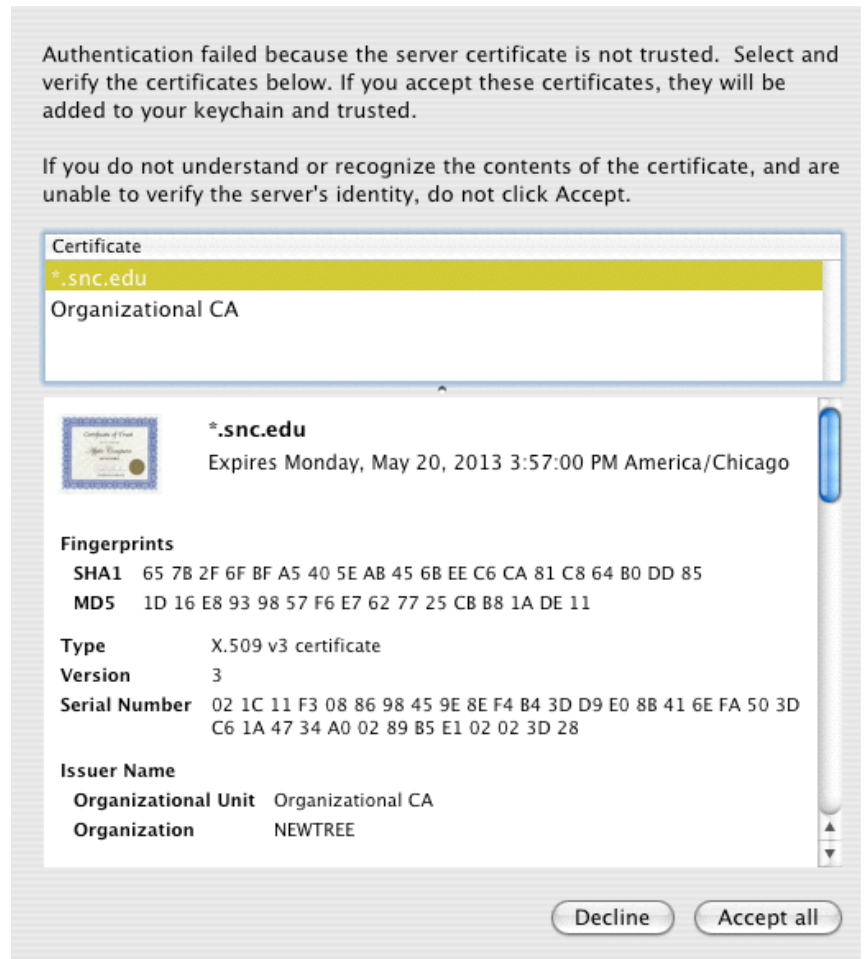 Authentication failed because the server certificate is not trusted.  Select and
verify the certificates below. If you accept these certificates, they will be
added to your keychain and trusted.
If you do not understand or recognize the contents of the certificate, and are
unable to verify the server's identity, do not click Accept.
Certificate
*.snc.edu
Organizational CA
*.snc.edu
Expires Monday, May 20, 2013 3:57:00 PM America/Chicago
Fingerprints
SHA1 65 7B 2F 6F BF A5 40 5E AB 45 6B EE C6 CA 81 C8 64 B0 DD 85
MD5 1D 16 E8 93 98 57 F6 E7 62 77 25 CB B8 1A DE 11
Type X.509 v3 certificate
Version 3
Serial Number 02 1C 11 F3 08 86 98 45 9E 8E F4 B4 3D D9 E0 8B 41 6E FA 50 3D
C6 1A 47 34 A0 02 89 B5 E1 02 02 3D 28
Issuer Name
Organizational Unit Organizational CA
Organization NEWTREE
Decline Accept all